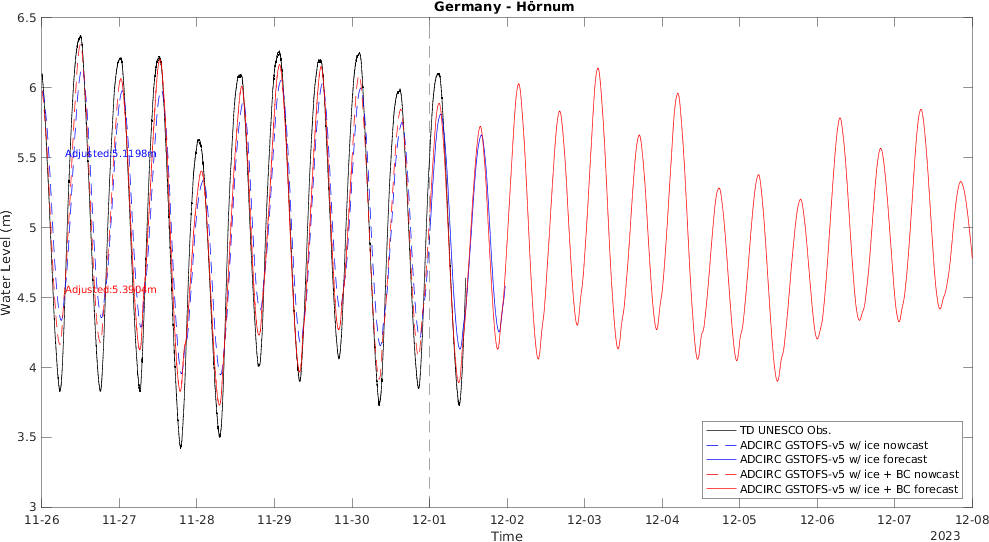 Germany - Hörnum
6.5
6
5.5
5
4.5
4
3.5
3
Water Level (m)
Adjusted:5.1198m
Adjusted:5.3904m
TD UNESCO Obs.
ADCIRC GSTOFS-v5 w/ ice nowcast
ADCIRC GSTOFS-v5 w/ ice forecast
ADCIRC GSTOFS-v5 w/ ice + BC nowcast
ADCIRC GSTOFS-v5 w/ ice + BC forecast
11-26 11-27 11-28 11-29 11-30 12-01 12-02 12-03 12-04 12-05 12-06 12-07 12-08
Time
2023